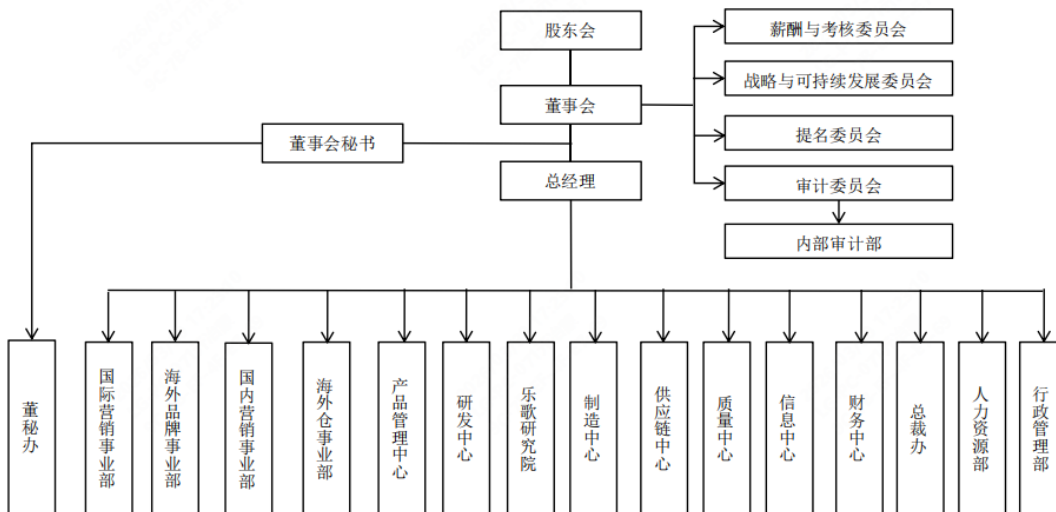 股东会
薪酬与考核委员会
战略与可持续发展委员会
董事会
董事会秘书
提名委员会
总经理
审计委员会
内部审计部
董秘办
国际营销事业部
海外品牌事业部
国内营销事业部
海外仓事业部
产品管理中心
研发中心
乐歌研究院
制造中心
供应链中心
质量中心
信息中心
财务中心
总裁办
人力资源部
行政管理部